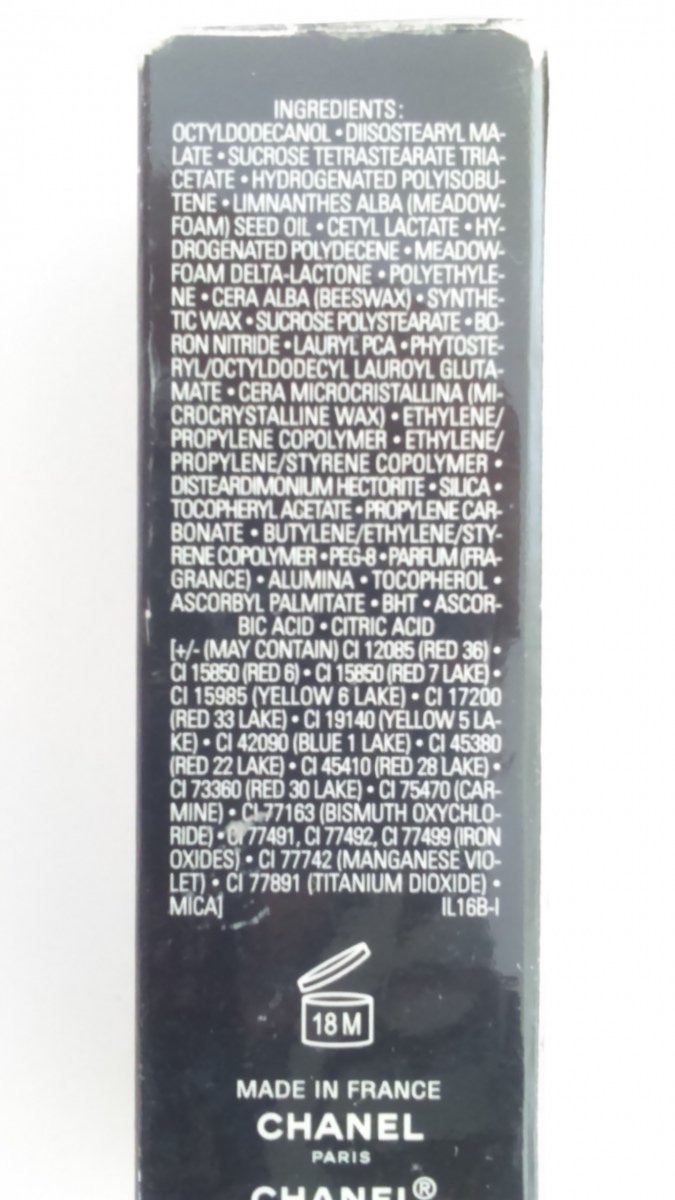 INGREDIENTS:
OCTYLDODECANOL • DIISOSTEARYL MA-
LATE • SUCROSE TETRASTEARATE TRIA-
CETATE • HYDROGENATED POLYISOBU-
TENE • LIMNANTHES ALBA (MEADOW-
FOAM) SEED OIL • CETYL LACTATE • HY-
DROGENATED POLYDECENE • MEADOW-
FOAM DELTA-LACTONE • POLYETHYLE-
NE • CERA ALBA (BEESWAX) • SYNTHE-
TIC WAX • SUCROSE POLYSTEARATE • BO-
RON NITRIDE • LAURYL PCA • PHYTOSTE-
RYL/OCTYLDODECYL LAUROYL GLUTA-
MATE • CERA MICROCRISTALLINA (MI-
CROCRYSTALLINE WAX) • ETHYLENE/
PROPYLENE COPOLYMER • ETHYLENE/
PROPYLENE/STYRENE COPOLYMER •
DISTEARDIMONIUM HECTORITE • SILICA •
TOCOPHERYL ACETATE • PROPYLENE CAR-
BONATE • BUTYLENE/ETHYLENE/STY-
RENE COPOLYMER • PEG-8 • PARFUM (FRA-
GRANCE) • ALUMINA • TOCOPHEROL •
ASCORBYL PALMITATE • BHT • ASCOR-
BIC ACID • CITRIC ACID
[+/- (MAY CONTAIN) CI 12085 (RED 36) •
CI 15850 (RED 6) • CI 15850 (RED 7 LAKE) •
CI 15985 (YELLOW 6 LAKE) • CI 17200
(RED 33 LAKE) • CI 19140 (YELLOW 5 LA-
KE) • CI 42090 (BLUE 1 LAKE) • CI 45380
(RED 22 LAKE) • CI 45410 (RED 28 LAKE) •
CI 73360 (RED 30 LAKE) • CI 75470 (CAR-
MINE) • CI 77163 (BISMUTH OXYCHLO-
RIDE) • CI 77491, CI 77492, CI 77499 (IRON
OXIDES) • CI 77742 (MANGANESE VIO-
LET) • CI 77891 (TITANIUM DIOXIDE) •
MICA] IL16B-I
18 M
MADE IN FRANCE
CHANEL
PARIS
CHANEL®